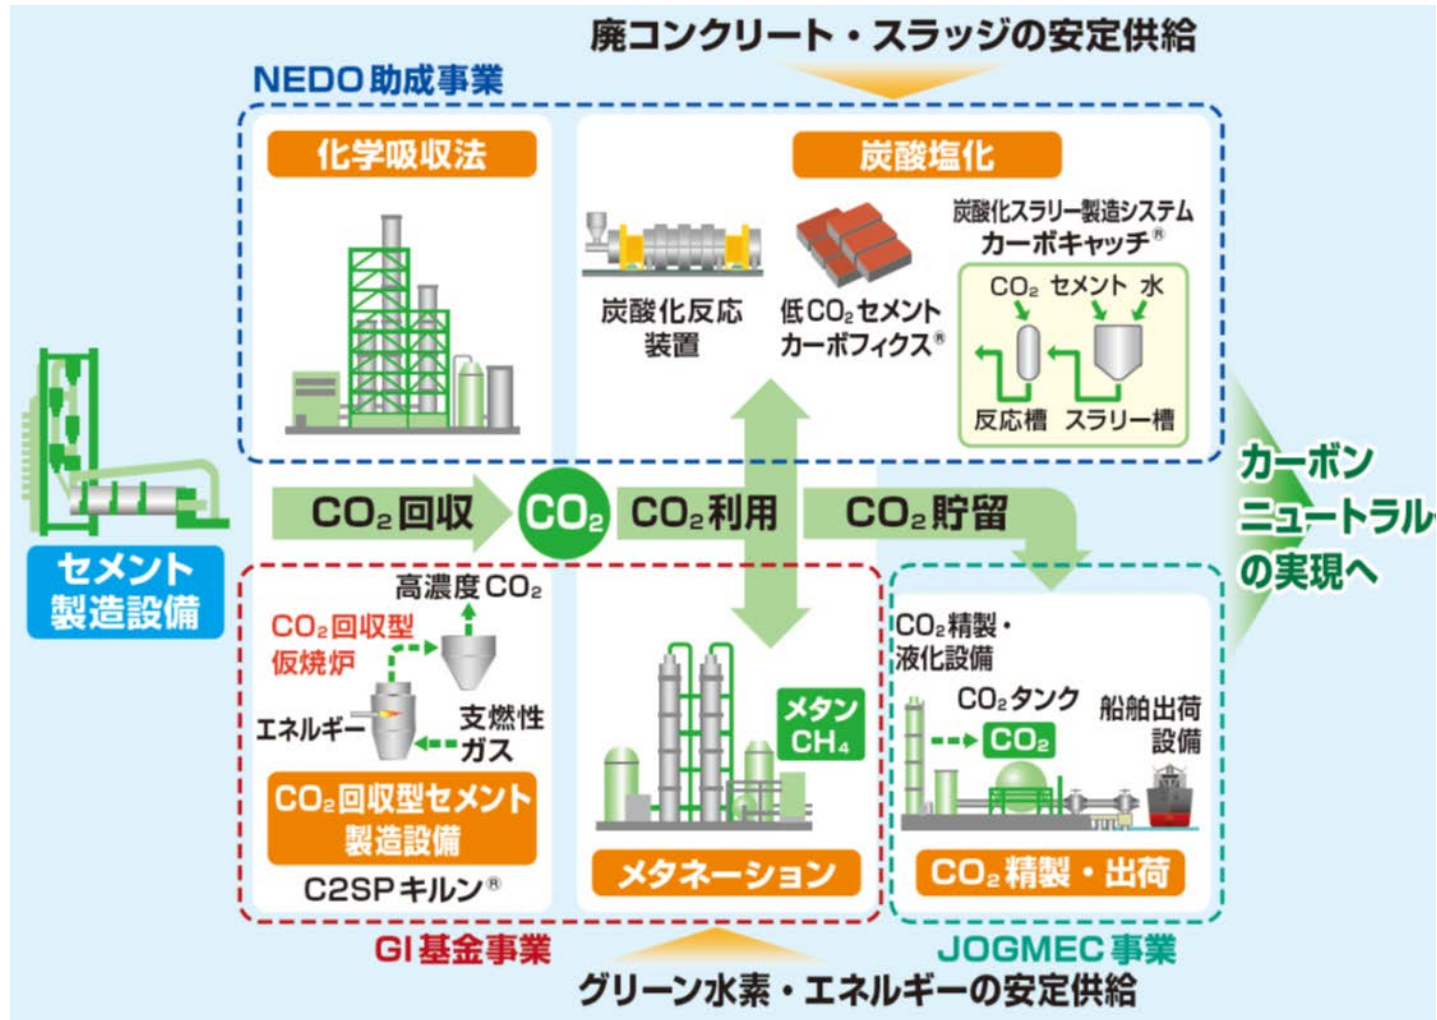 廃コンクリート・スラッジの安定供給
NEDO助成事業
化学吸収法
炭酸塩化
炭酸化反応
装置
低CO₂セメント
カーボフィクス®
炭酸化スラリー製造システム
カーボキャッチ®
CO₂ セメント 水
反応槽 スラリー槽
セメント
製造設備
CO₂回収
CO₂
CO₂利用
CO₂貯留
カーボン
ニュートラル
の実現へ
高濃度CO₂
CO₂回収型
仮焼炉
エネルギー
支燃性
ガス
CO₂回収型セメント
製造設備
C2SPキルン®
メタン
CH₄
メタネーション
CO₂精製・
液化設備
CO₂タンク
CO₂
船舶出荷
設備
CO₂精製・出荷
GI基金事業
JOGMEC事業
グリーン水素・エネルギーの安定供給